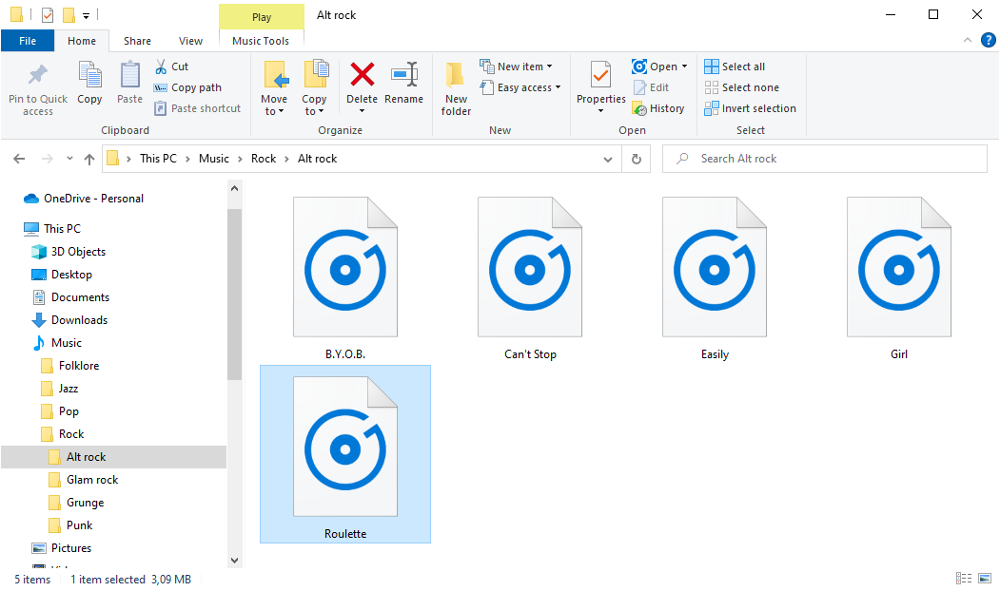 Play
Alt rock
File
Home
Share
View
Music Tools
?
Pin to Quick
access
Copy
Paste
Cut
Copy path
Paste shortcut
Clipboard
Move
to
Copy
to
Delete
Rename
Organize
New
folder
New item
Easy access
New
Properties
Open
Edit
History
Open
Select all
Select none
Invert selection
Select
This PC > Music > Rock > Alt rock
Search Alt rock
OneDrive - Personal
This PC
3D Objects
Desktop
Documents
Downloads
Music
Folklore
Jazz
Pop
Rock
Alt rock
Glam rock
Grunge
Punk
Pictures
B.Y.O.B.
Can't Stop
Easily
Girl
Roulette
5 items
1 item selected 3,09 MB